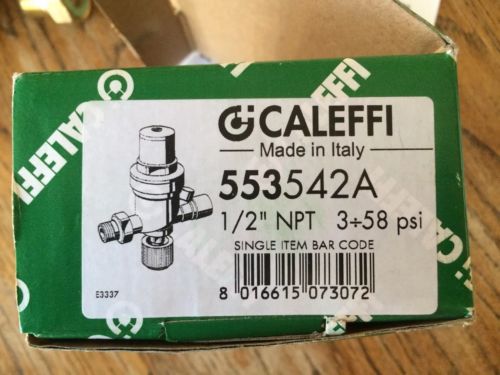 CALEFFI
CALEFFI
Made in Italy
553542A
1/2" NPT 3÷58 psi
SINGLE ITEM BAR CODE
8 016615 073072
E3337
CALEFFI